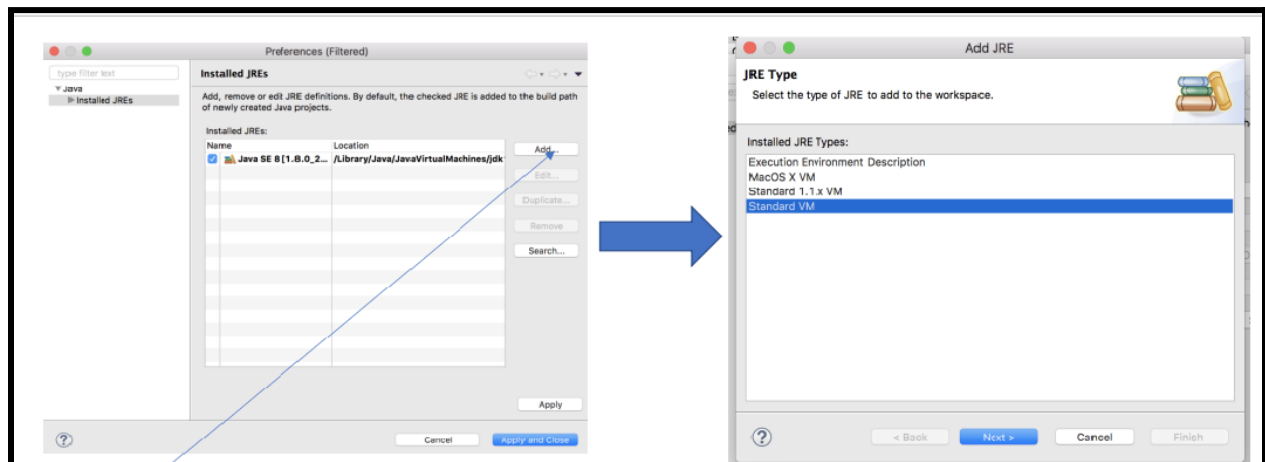 Preferences (Filtered)
type filter text
Java
Installed JREs
Installed JREs
Add, remove or edit JRE definitions. By default, the checked JRE is added to the build path
of newly created Java projects.
Installed JREs:
Name Location
Java SE 8 [1.8.0_2... /Library/Java/JavaVirtualMachines/jdk
Add...
Edit...
Duplicate...
Remove
Search...
Apply
?
Cancel
Apply and Close
Add JRE
JRE Type
Select the type of JRE to add to the workspace.
Installed JRE Types:
Execution Environment Description
MacOS X VM
Standard 1.1.x VM
Standard VM
?
< Back
Next >
Cancel
Finish